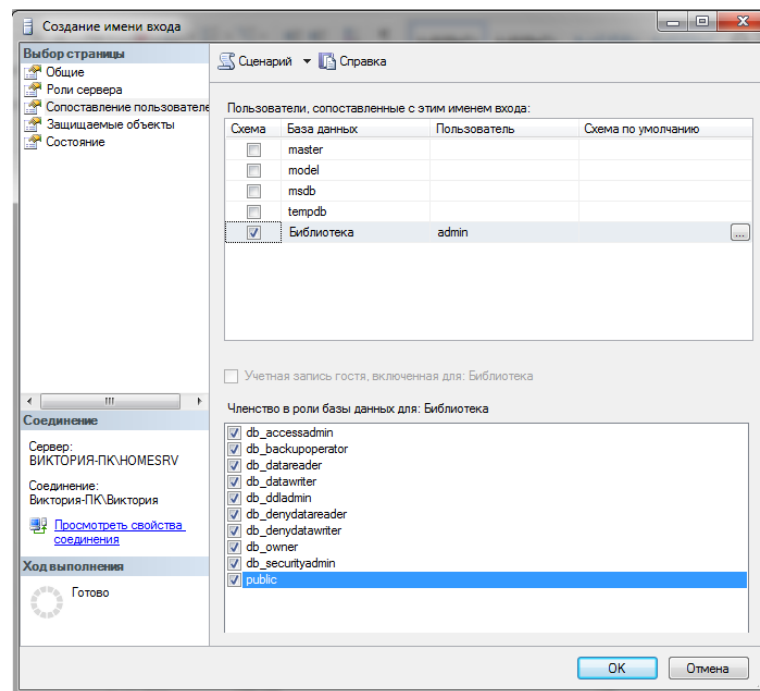 Создание имени входа
Выбор страницы
Общие
Роли сервера
Сопоставление пользователе
Защищаемые объекты
Состояние
Сценарий
Справка
Пользователи, сопоставленные с этим именем входа:
Схема База данных Пользователь Схема по умолчанию
master
model
msdb
tempdb
Библиотека admin ...
Учетная запись гостя, включенная для: Библиотека
Членство в роли базы данных для: Библиотека
db_accessadmin
db_backupoperator
db_datareader
db_datawriter
db_ddladmin
db_denydatareader
db_denydatawriter
db_owner
db_securityadmin
public
Соединение
Сервер:
ВИКТОРИЯ-ПК\HOMESRV
Соединение:
Виктория-ПК\Виктория
Просмотреть свойства
соединения
Ход выполнения
Готово
OK Отмена